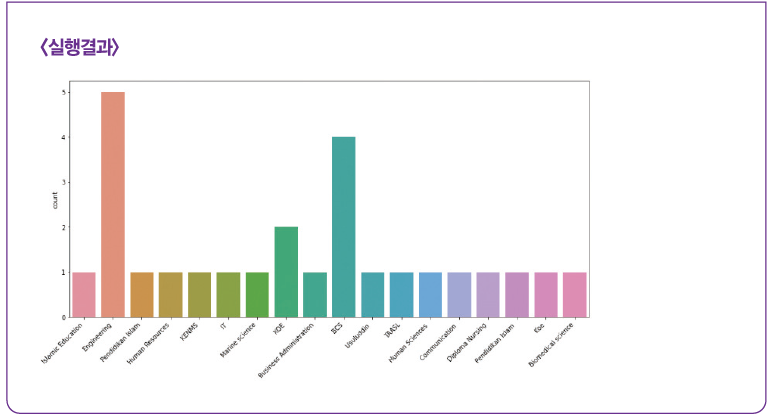 〈실행결과〉
5
4
3
2
1
0
count
Islamic Education
Engineering
Pendidikan Islam
Human Resources
KENMS
IT
Marine science
KOE
Business Administration
BCS
Usuluddin
TAASL
Human Sciences
Communication
Diploma Nursing
Pendidikan Islam
Koe
Biomedical science